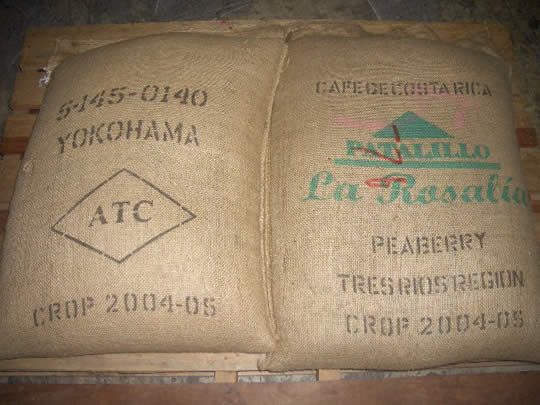 5-145-0140
YOKOHAMA
ATC
CROP 2004-05
CAFE DE COSTA RICA
PATALILLO
La Rosalia
PEABERRY
TRES RIOS REGION
CROP 2004-05